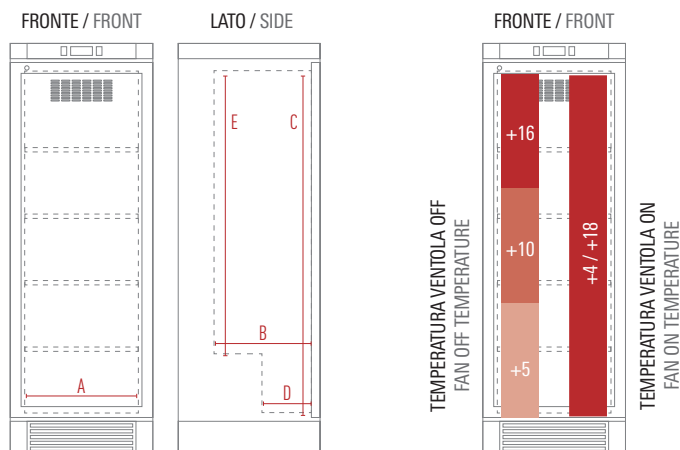 FRONTE / FRONT
LATO / SIDE
FRONTE / FRONT
E
C
B
A
D
TEMPERATURA VENTOLA OFF
FAN OFF TEMPERATURE
+16
+10
+5
+4 / +18
TEMPERATURA VENTOLA ON
FAN ON TEMPERATURE